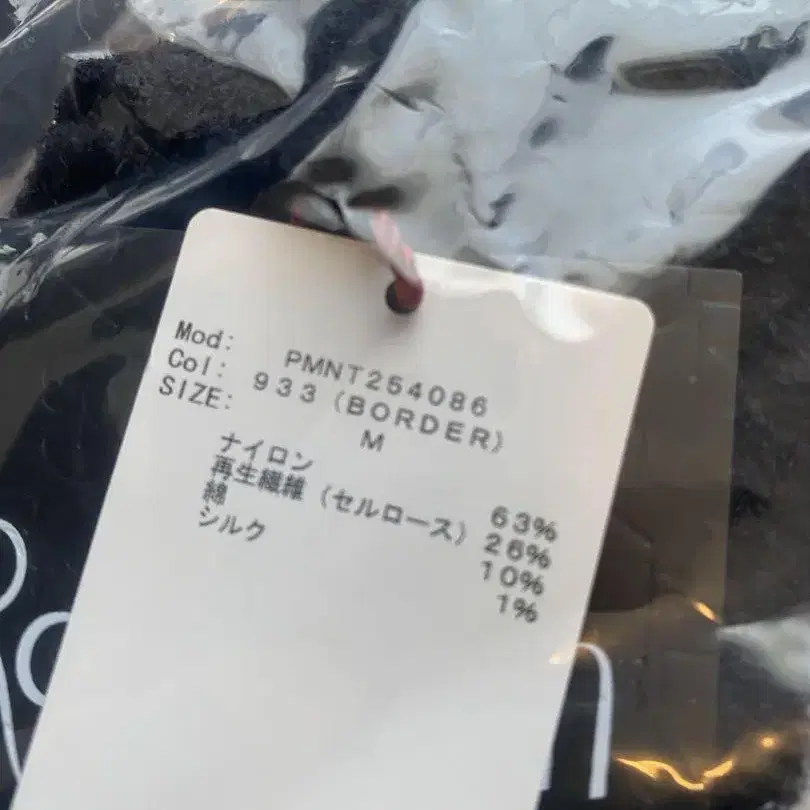 Mod: PMNT254086
Col: 933 (BORDER)
SIZE: M
ナイロン 63%
再生繊維 (セルロース) 26%
綿 10%
シルク 1%